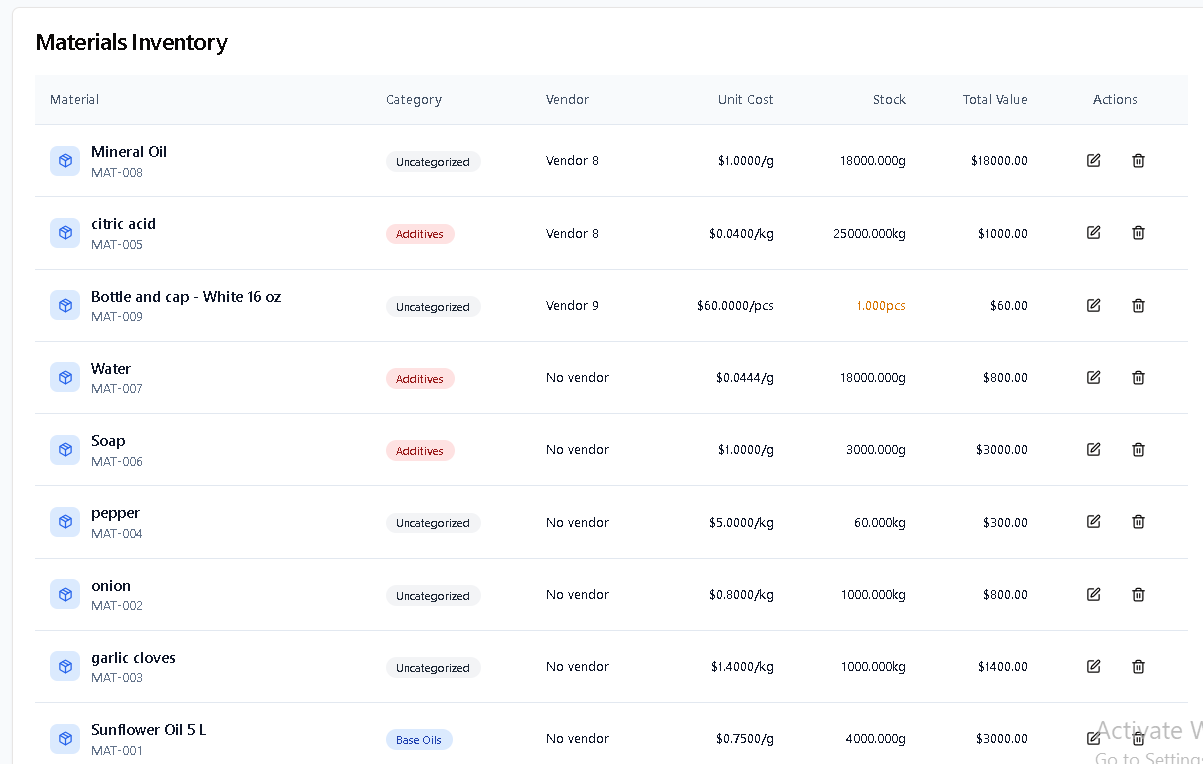 Materials Inventory
Material Category Vendor Unit Cost Stock Total Value Actions
Mineral Oil
MAT-008
Uncategorized Vendor 8 $1.0000/g 18000.000g $18000.00
citric acid
MAT-005
Additives Vendor 8 $0.0400/kg 25000.000kg $1000.00
Bottle and cap - White 16 oz
MAT-009
Uncategorized Vendor 9 $60.0000/pcs 1.000pcs $60.00
Water
MAT-007
Additives No vendor $0.0444/g 18000.000g $800.00
Soap
MAT-006
Additives No vendor $1.0000/g 3000.000g $3000.00
pepper
MAT-004
Uncategorized No vendor $5.0000/kg 60.000kg $300.00
onion
MAT-002
Uncategorized No vendor $0.8000/kg 1000.000kg $800.00
garlic cloves
MAT-003
Uncategorized No vendor $1.4000/kg 1000.000kg $1400.00
Sunflower Oil 5 L
MAT-001
Base Oils No vendor $0.7500/g 4000.000g $3000.00
Activate W
Go to Settings